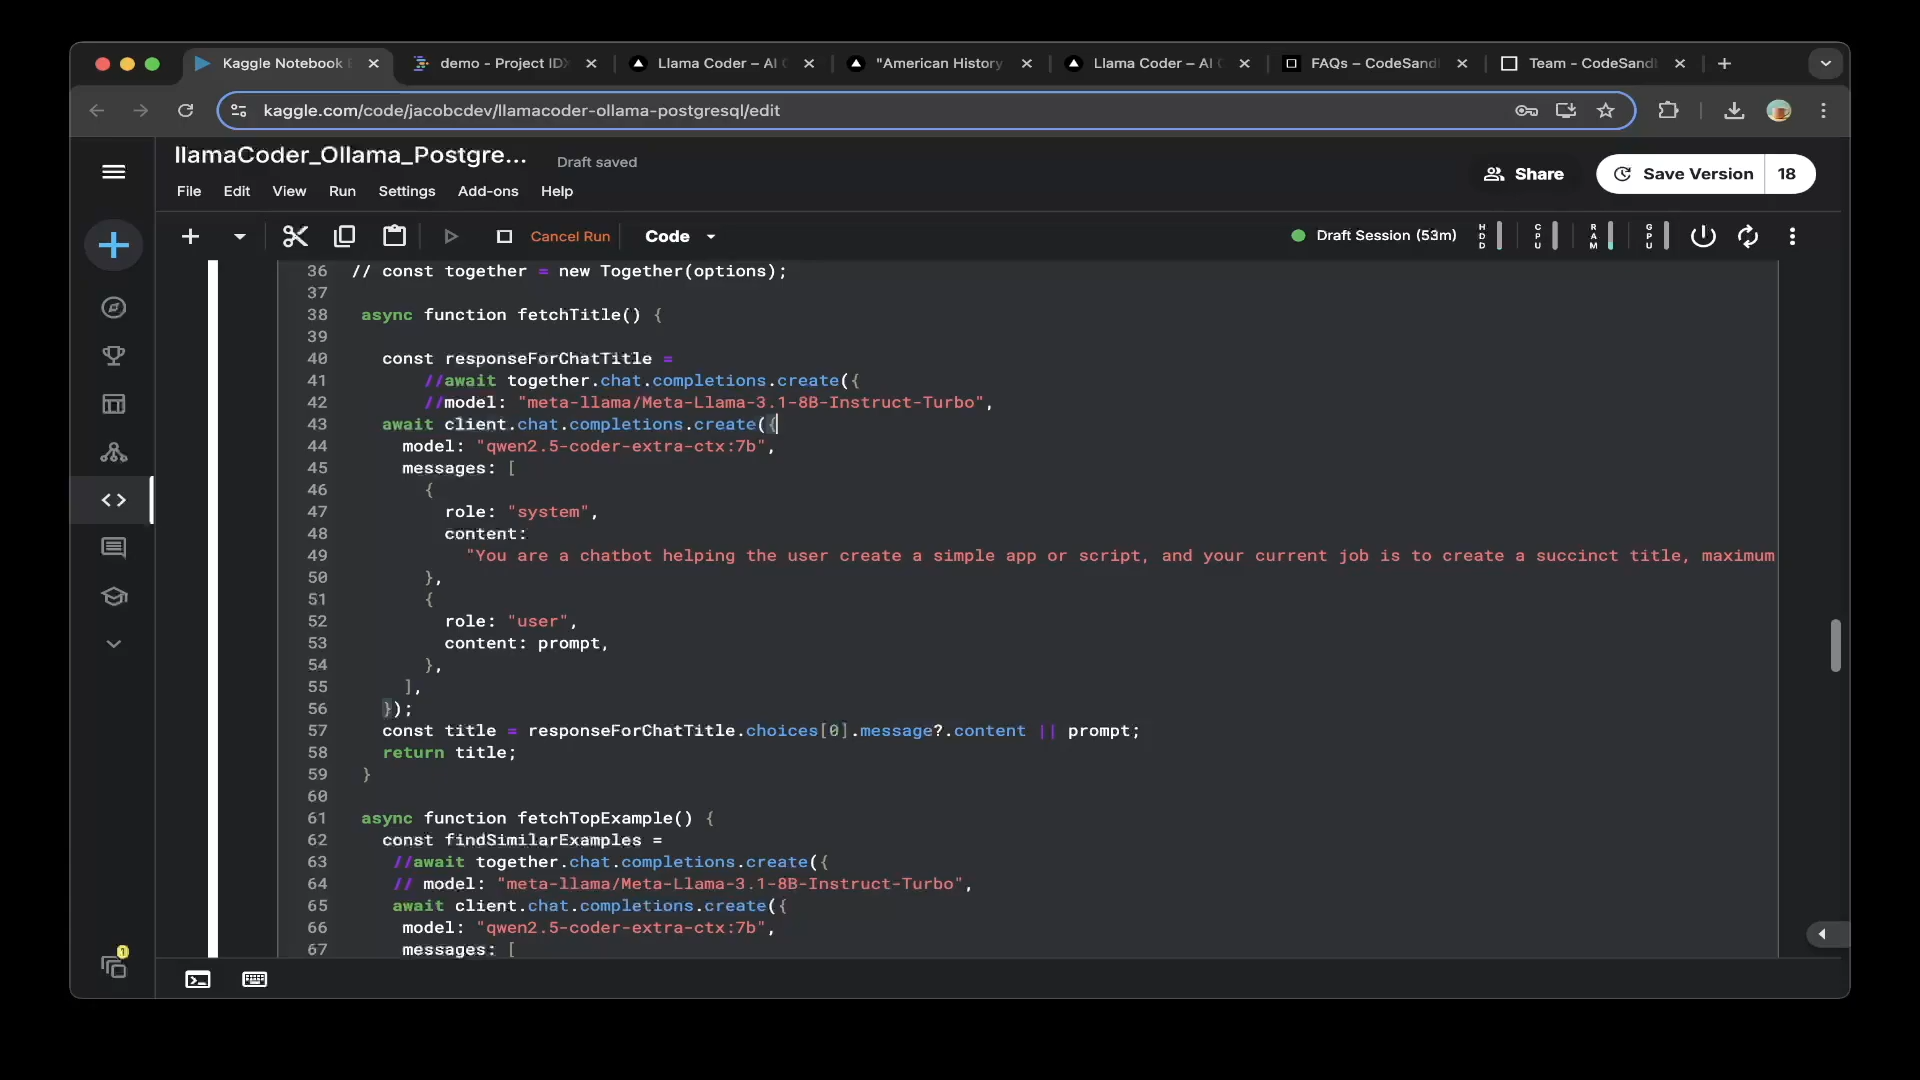 Kaggle Notebook
demo - Project IDX
Llama Coder – AI
"American History
Llama Coder – AI
FAQs – CodeSand
Team - CodeSand
kaggle.com/code/jacobcdev/llamacoder-ollama-postgresql/edit
llamaCoder_Ollama_Postgre...
Draft saved
Share
Save Version
18
File
Edit
View
Run
Settings
Add-ons
Help
Cancel Run
Code
Draft Session (53m)
HDD
CPU
RAM
GPU
36 // const together = new Together(options);
37
38 async function fetchTitle() {
39
40 const responseForChatTitle =
41 //await together.chat.completions.create({
42 //model: "meta-llama/Meta-Llama-3.1-8B-Instruct-Turbo",
43 await client.chat.completions.create({
44 model: "qwen2.5-coder-extra-ctx:7b",
45 messages: [
46 {
47 role: "system",
48 content:
49 "You are a chatbot helping the user create a simple app or script, and your current job is to create a succinct title, maximum
50 },
51 {
52 role: "user",
53 content: prompt,
54 },
55 ],
56 });
57 const title = responseForChatTitle.choices[0].message?.content || prompt;
58 return title;
59 }
60
61 async function fetchTopExample() {
62 const findSimilarExamples =
63 //await together.chat.completions.create({
64 // model: "meta-llama/Meta-Llama-3.1-8B-Instruct-Turbo",
65 await client.chat.completions.create({
66 model: "qwen2.5-coder-extra-ctx:7b",
67 messages: [
1